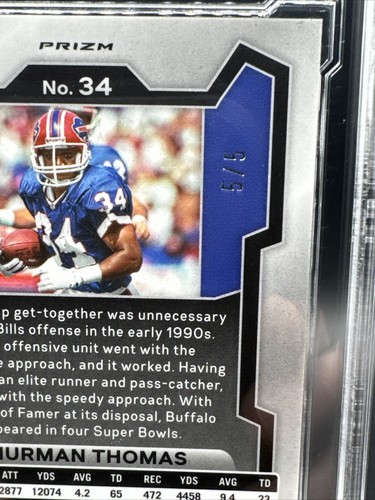 PRIZM
No. 34
5/5
34
p get-together was unnecessary
Bills offense in the early 1990s.
offensive unit went with the
e approach, and it worked. Having
an elite runner and pass-catcher,
with the speedy approach. With
of Famer at its disposal, Buffalo
peared in four Super Bowls.
HURMAN THOMAS
ATT YDS AVG TD REC YDS AVG TD
2877 12074 4.2 65 472 4458 9.4 23